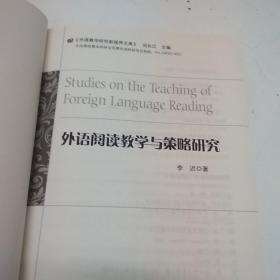 《外语教学研究新视界文库》 刘长江 主编
Studies on the Teaching of
Foreign Language Reading
外语阅读教学与策略研究
李 迟◎著